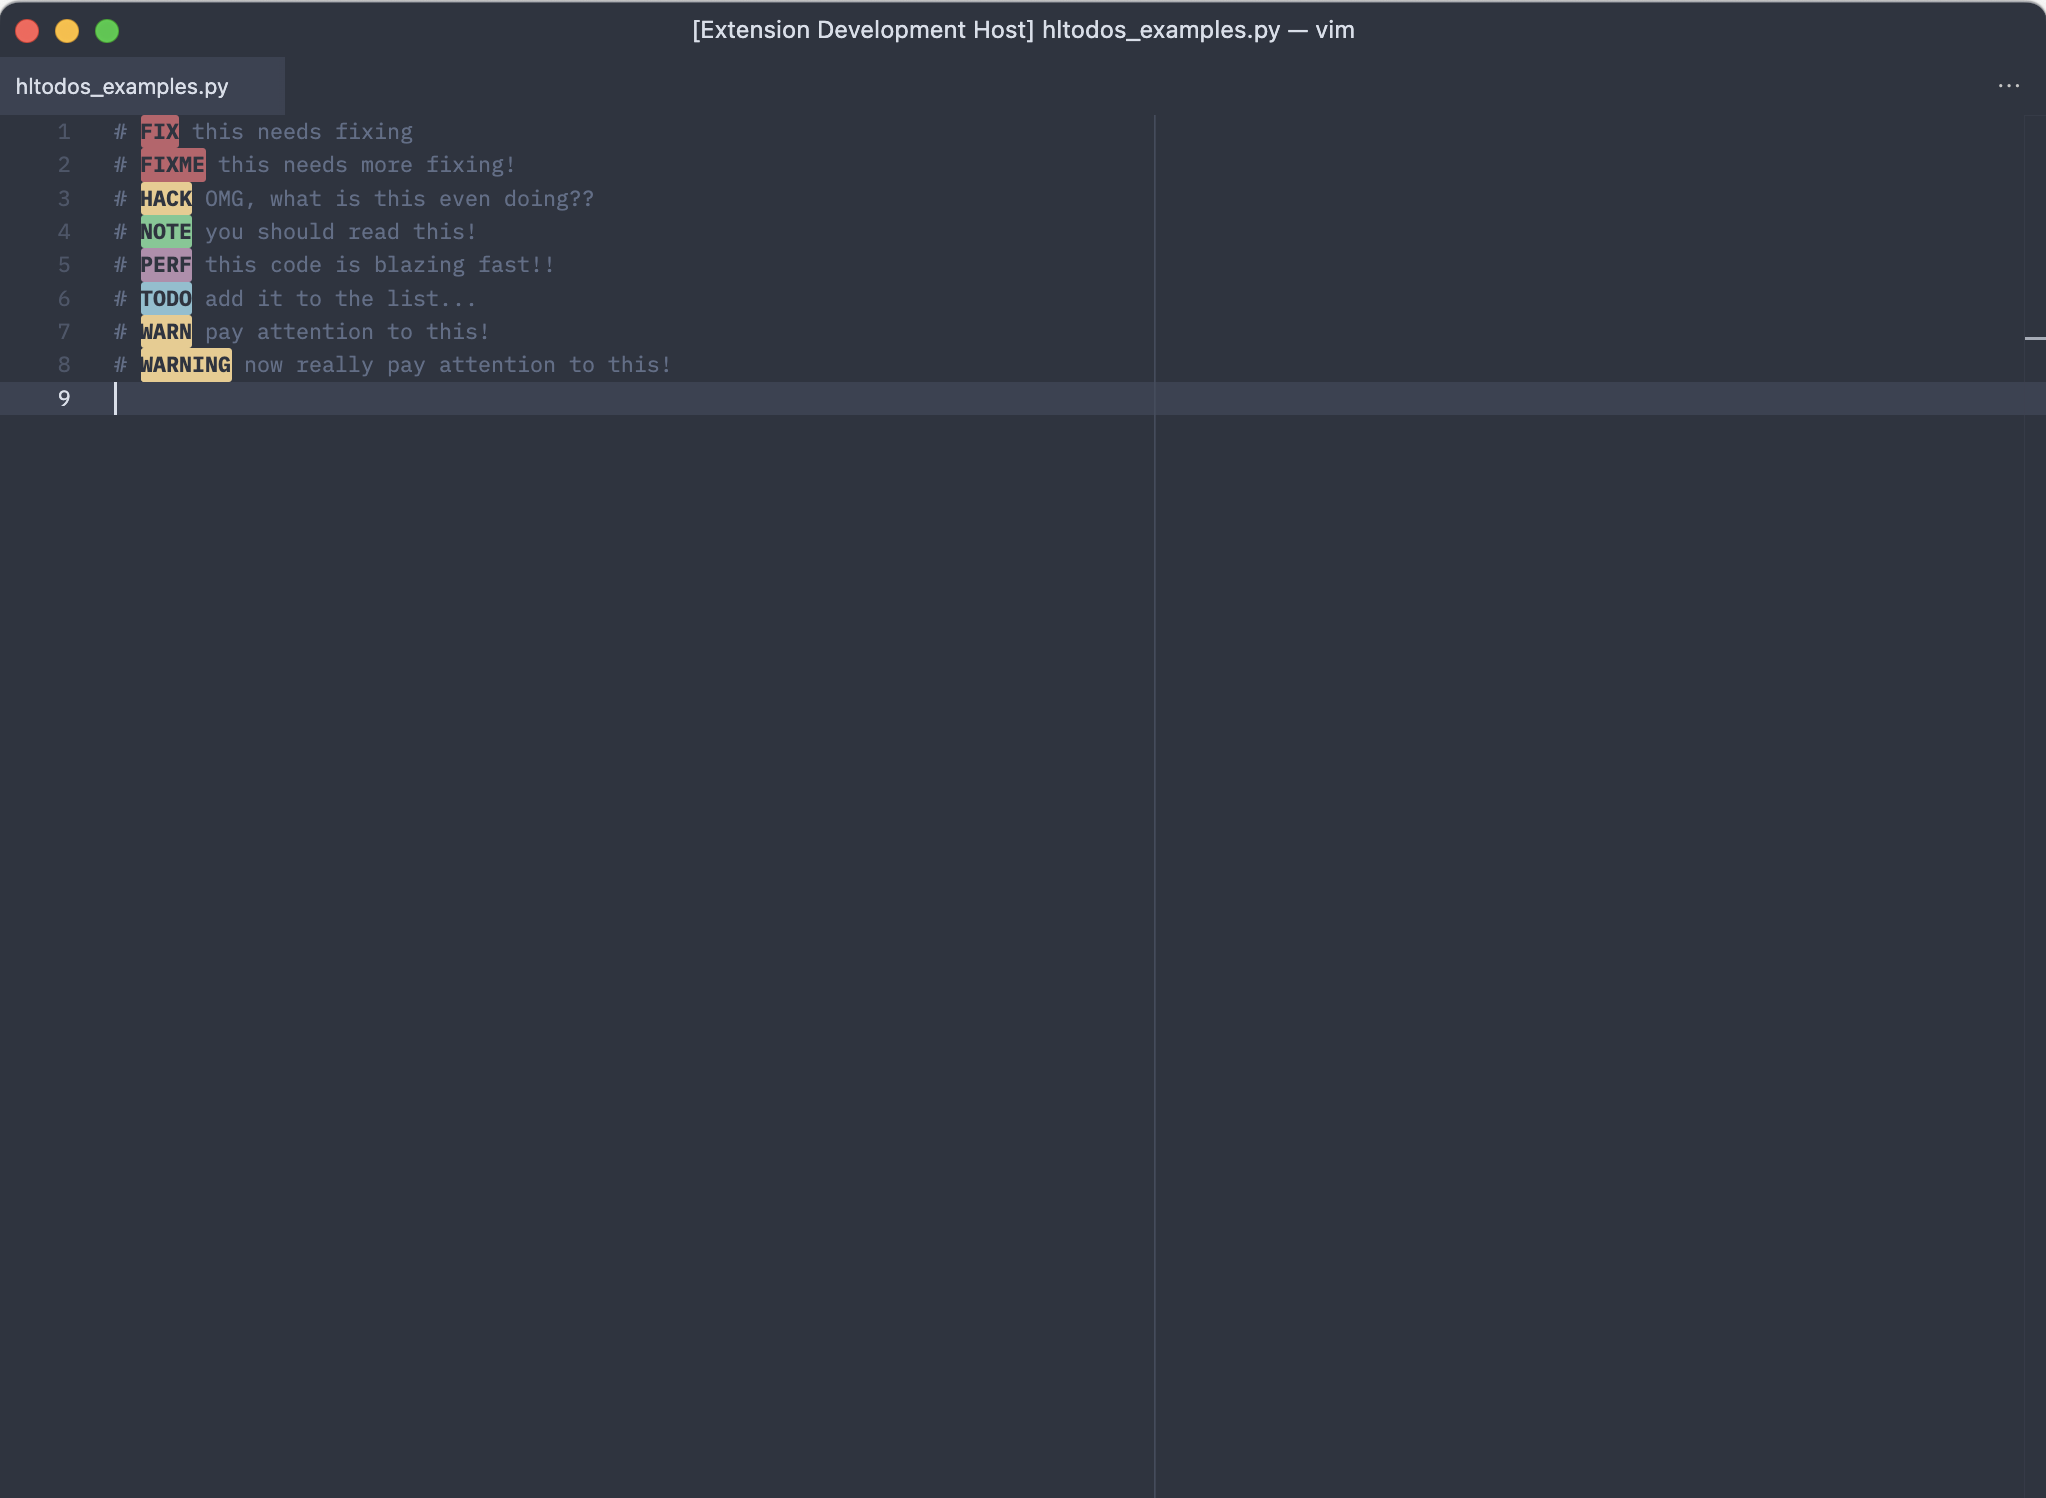 [Extension Development Host] hltodos_examples.py — vim
hltodos_examples.py
1 # FIX this needs fixing
2 # FIXME this needs more fixing!
3 # HACK OMG, what is this even doing??
4 # NOTE you should read this!
5 # PERF this code is blazing fast!!
6 # TODO add it to the list...
7 # WARN pay attention to this!
8 # WARNING now really pay attention to this!
9